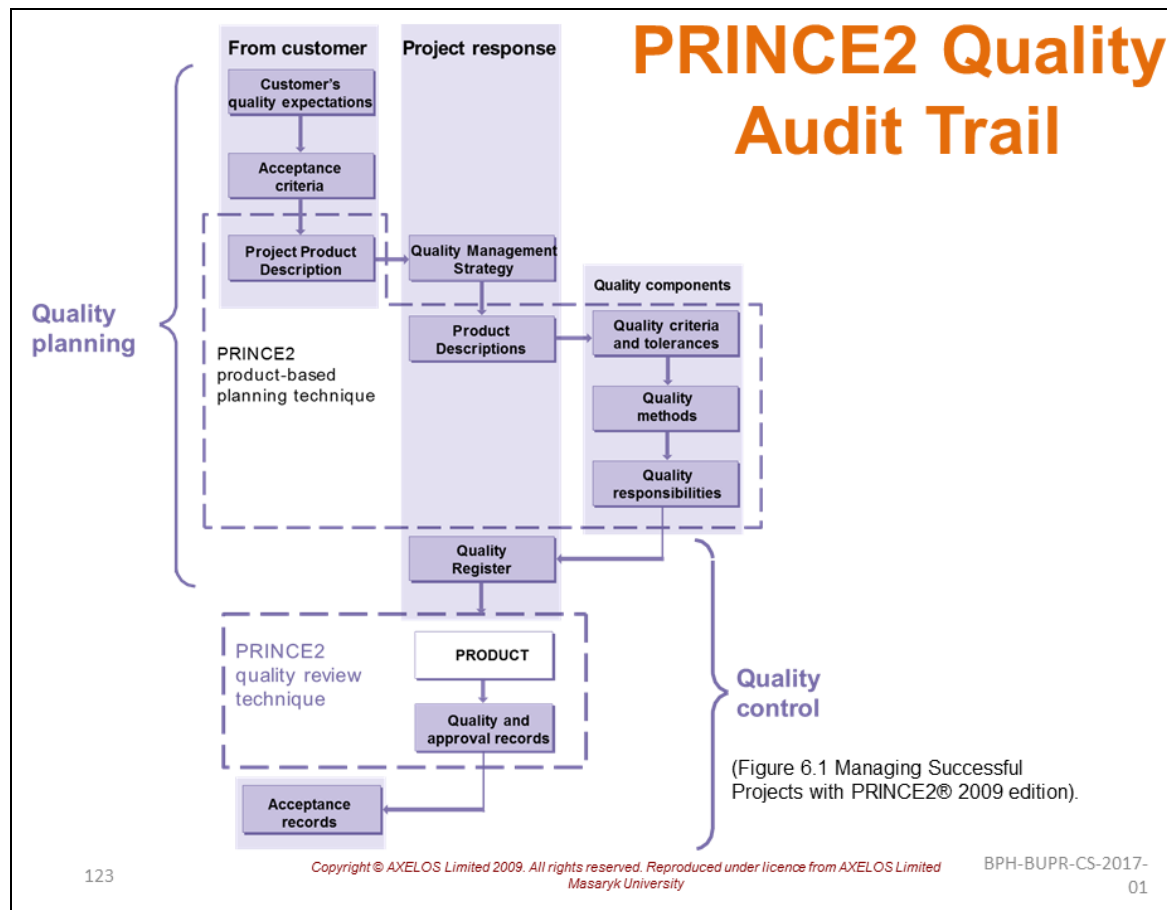 PRINCE2 Quality
Audit Trail
From customer
Project response
Customer's
quality expectations
Acceptance
criteria
Project Product
Description
Quality Management
Strategy
Quality components
Quality
planning
PRINCE2
product-based
planning technique
Product
Descriptions
Quality criteria
and tolerances
Quality
methods
Quality
responsibilities
Quality
Register
PRINCE2
quality review
technique
PRODUCT
Quality and
approval records
Quality
control
Acceptance
records
(Figure 6.1 Managing Successful
Projects with PRINCE2® 2009 edition).
123
Copyright © AXELOS Limited 2009. All rights reserved. Reproduced under licence from AXELOS Limited
Masaryk University
BPH-BUPR-CS-2017-
01